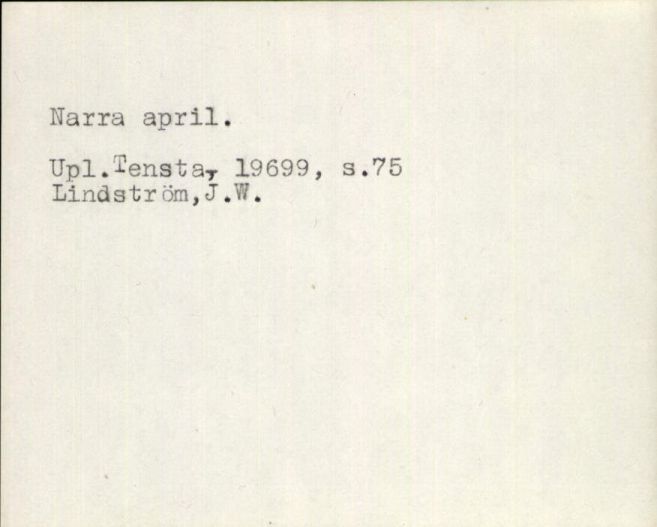 Narra april.
Upl.Tensta, 19699, s.75
Lindström,J.W.